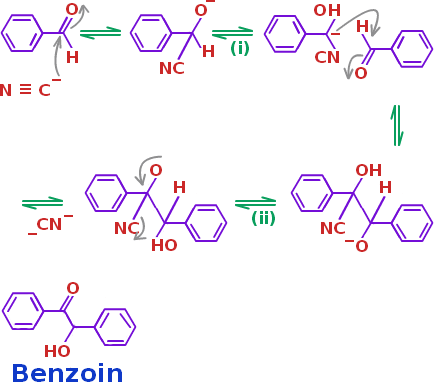 O
H
N ≡ C⁻
O⁻
H
NC
(i)
OH
⁻
CN
H
O
OH
H
NC
⁻O
(ii)
O
H
NC
HO
–CN⁻
O
HO
Benzoin